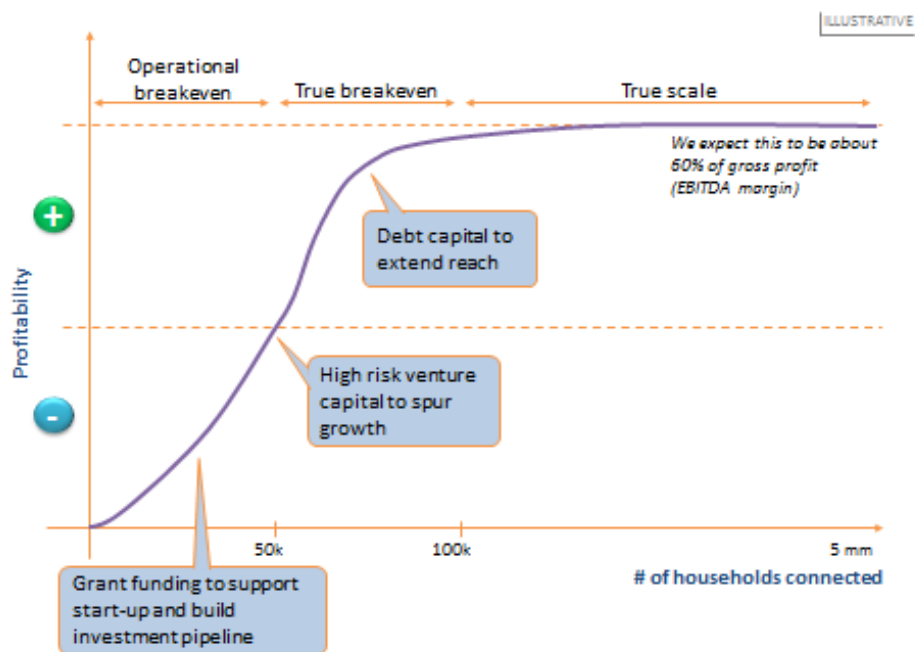 ILLUSTRATIVE
Operational
breakeven
True breakeven
True scale
We expect this to be about
60% of gross profit
(EBITDA margin)
+
Debt capital to
extend reach
Profitability
High risk venture
capital to spur
growth
-
50k
100k
5 mm
# of households connected
Grant funding to support
start-up and build
investment pipeline